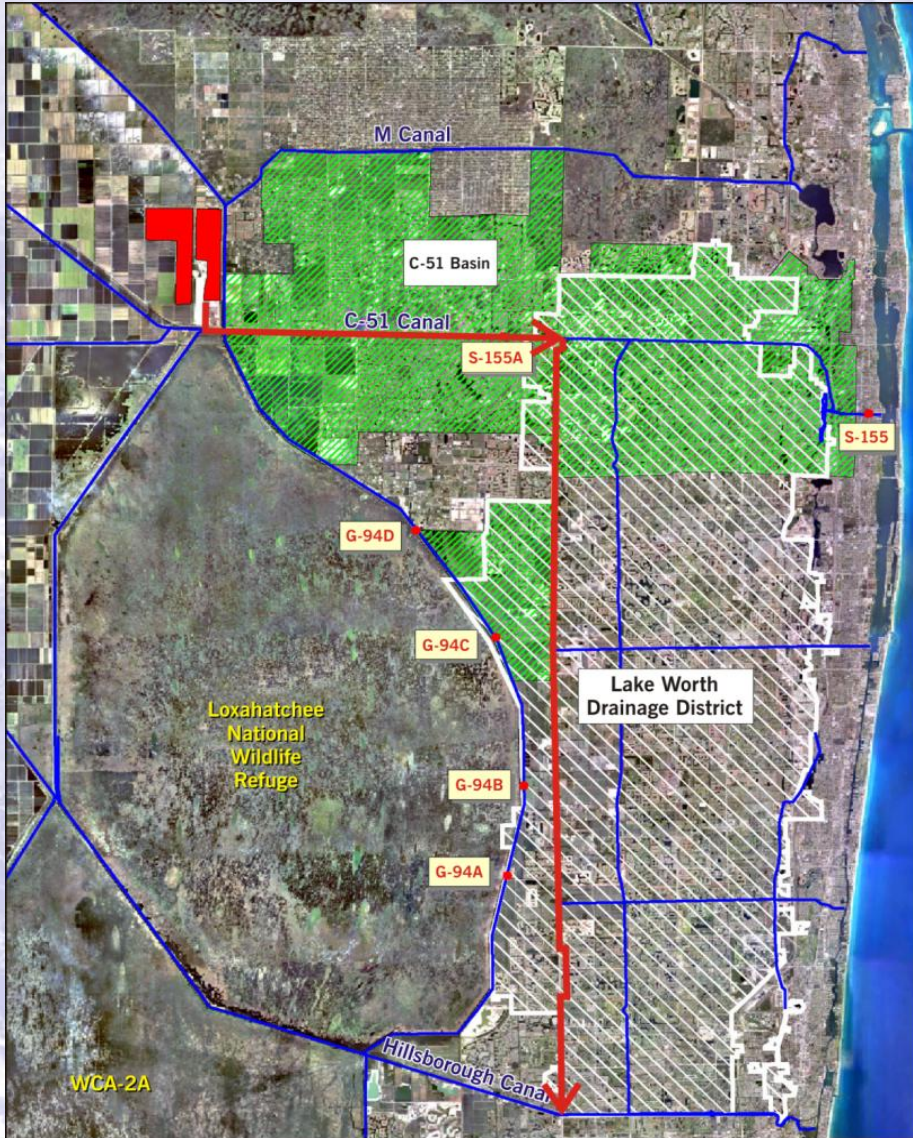 M Canal
C-51 Basin
C-51 Canal
S-155A
S-155
G-94D
G-94C
Lake Worth
Drainage District
Loxahatchee
National
Wildlife
Refuge
G-94B
G-94A
Hillsborough Canal
WCA-2A